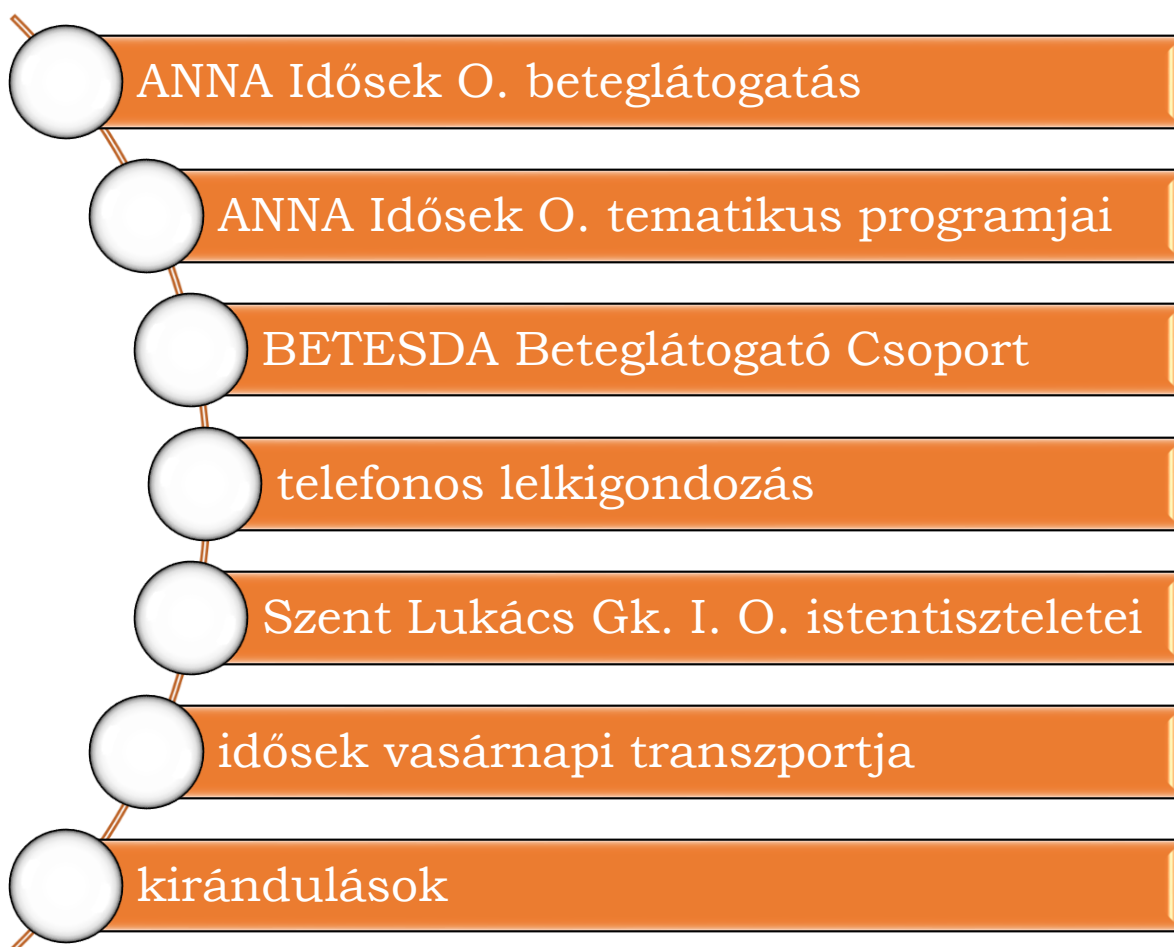 ANNA Idősek O. beteglátogatás
ANNA Idősek O. tematikus programjai
BETESDA Beteglátogató Csoport
telefonos lelkigondozás
Szent Lukács Gk. I. O. istentiszteletei
idősek vasárnapi transzportja
kirándulások